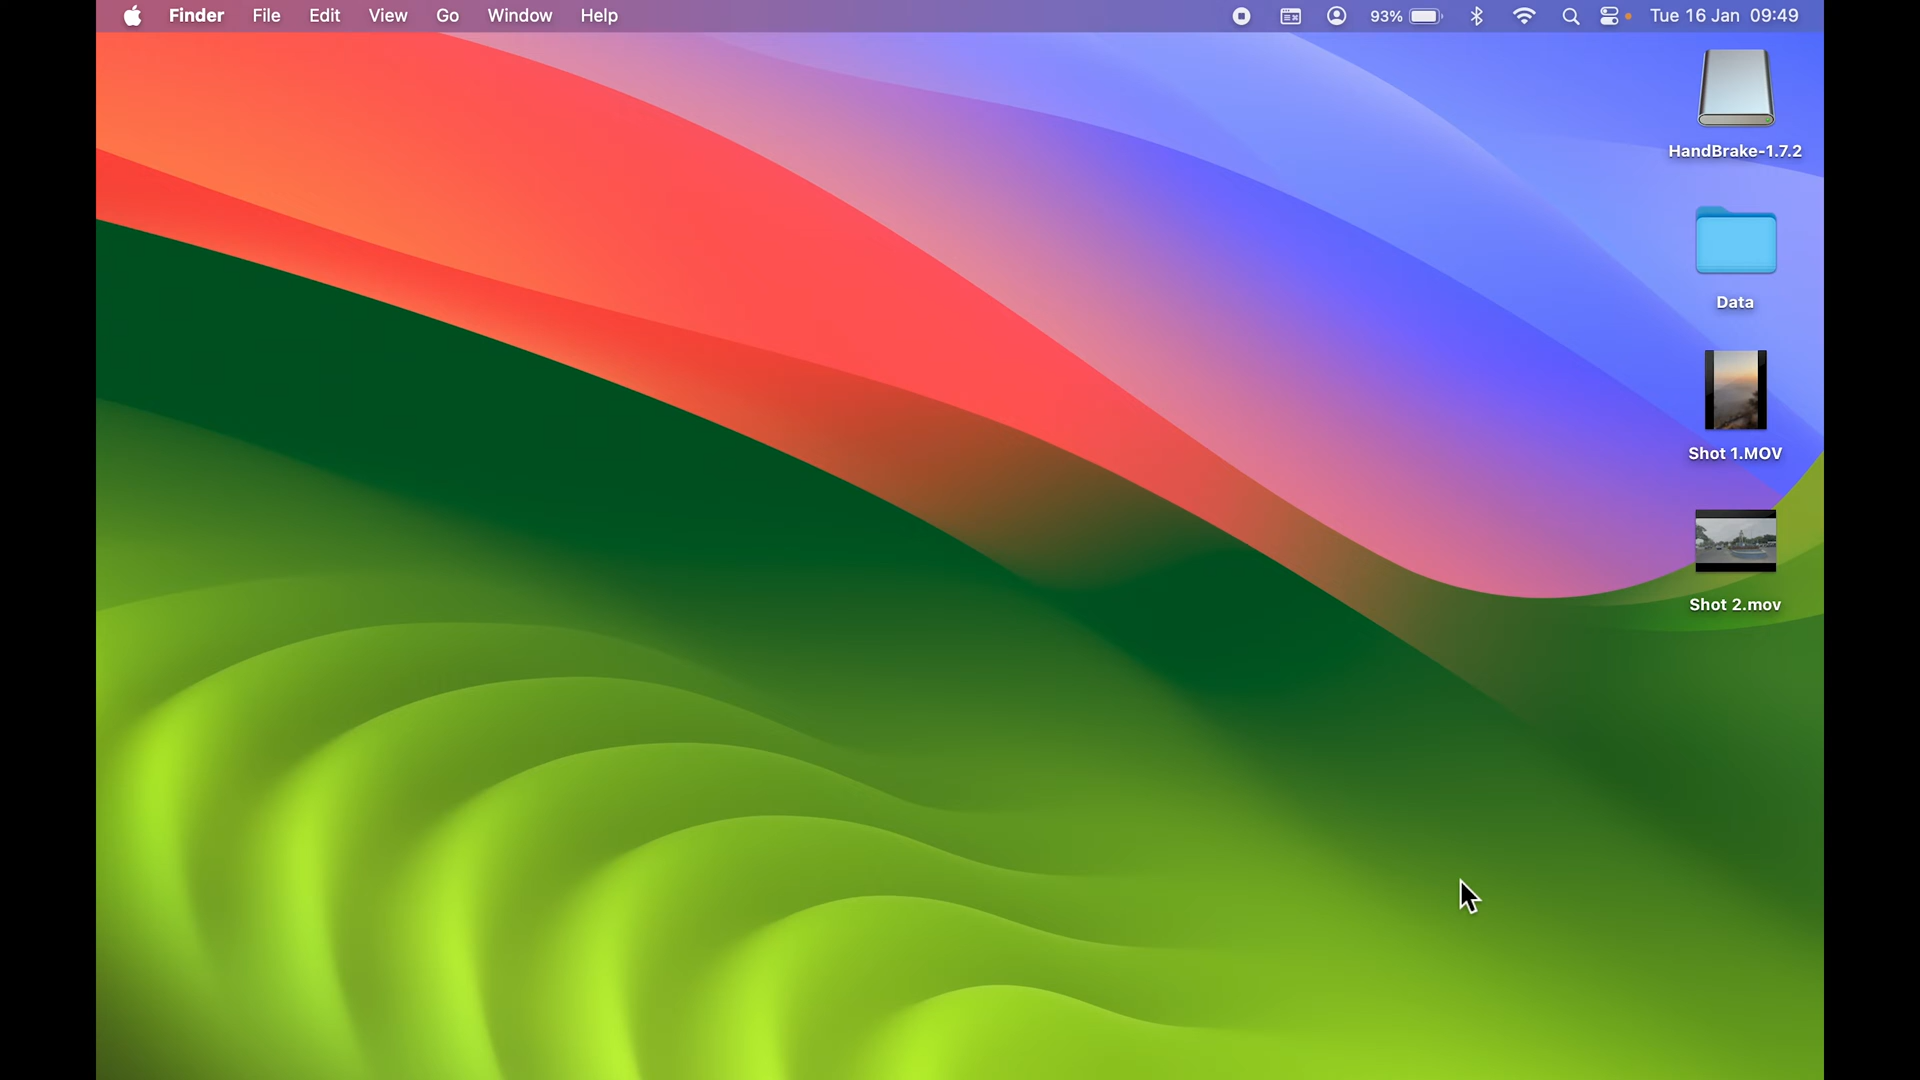 Finder File Edit View Go Window Help 93% Tue 16 Jan 09:49
HandBrake-1.7.2
Data
Shot 1.MOV
Shot 2.mov